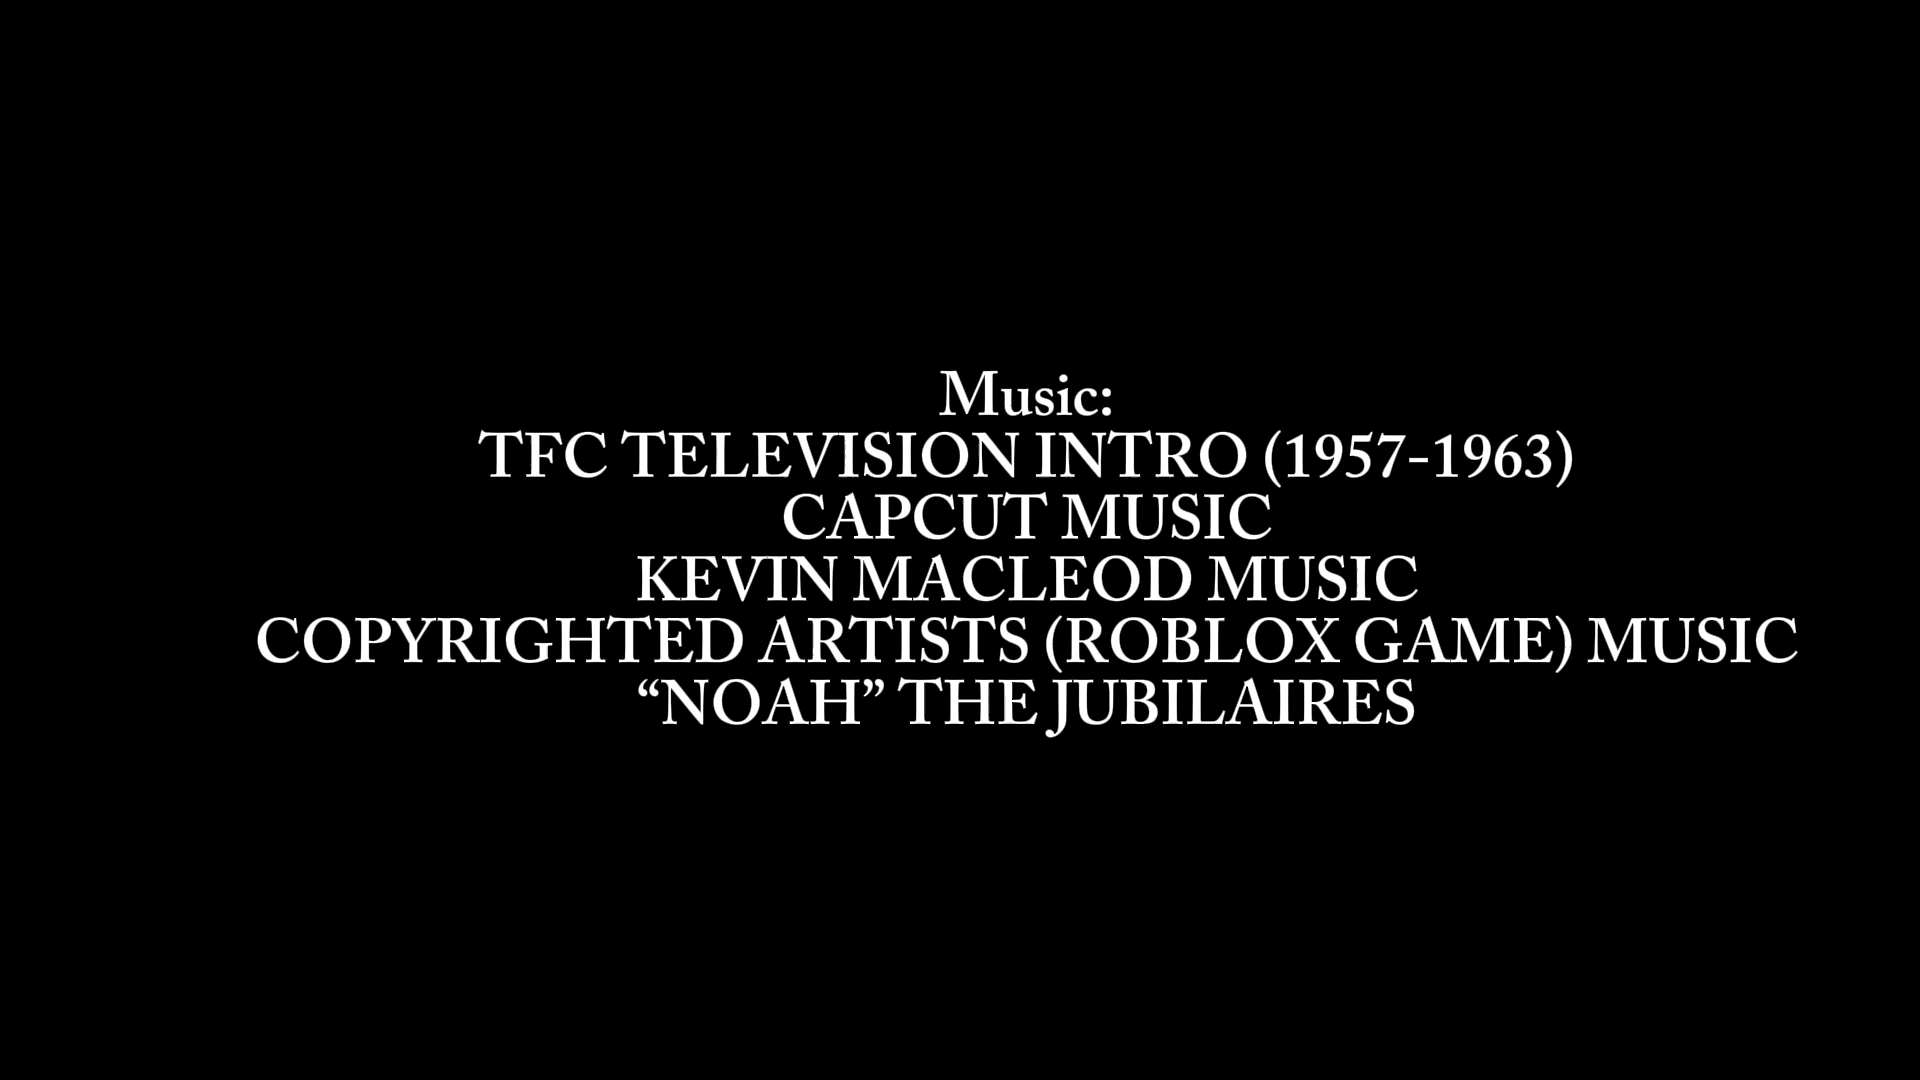 Music:
TFC TELEVISION INTRO (1957-1963)
CAPCUT MUSIC
KEVIN MACLEOD MUSIC
COPYRIGHTED ARTISTS (ROBLOX GAME) MUSIC
“NOAH” THE JUBILAIRES